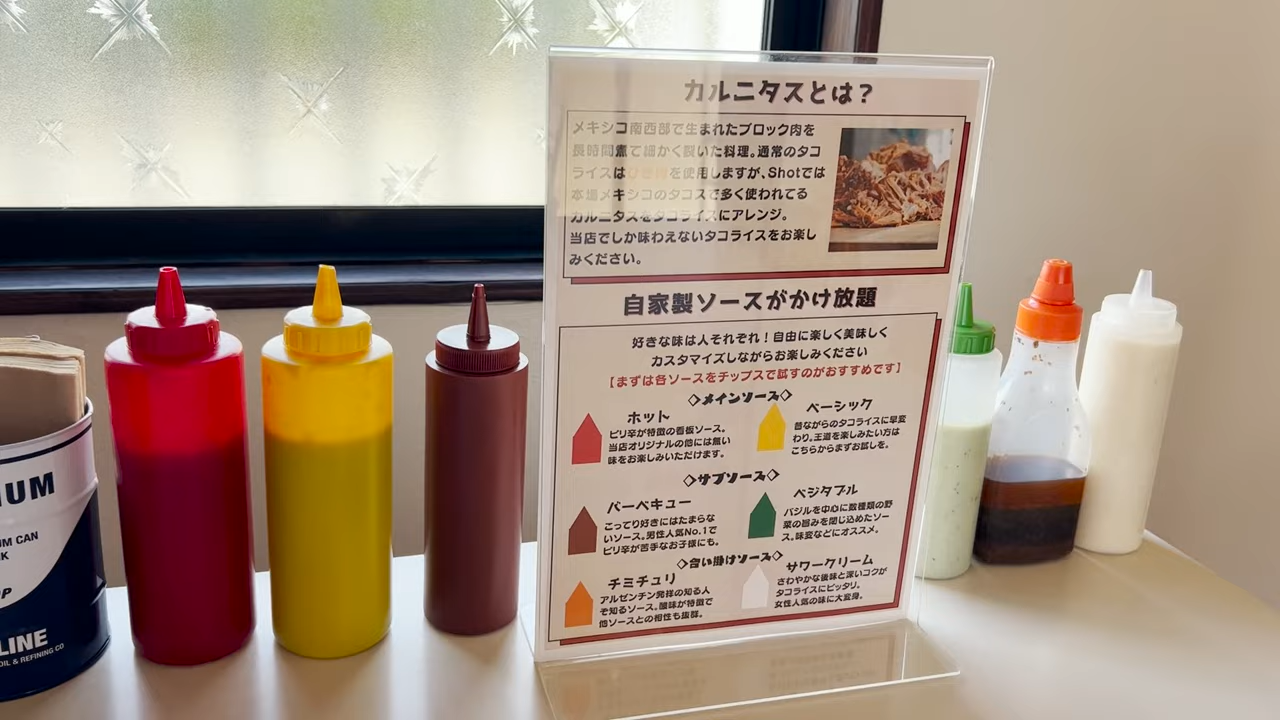 カルニタスとは？
メキシコ南西部で生まれたブロック肉を
長時間煮て細かく裂いた料理。通常のタコ
ライスはひき肉を使用しますが、Shotでは
本場メキシコのタコスで多く使われてる
カルニタスをタコライスにアレンジ。
当店でしか味わえないタコライスをお楽し
みください。
自家製ソースがかけ放題
好きな味は人それぞれ！自由に楽しく美味しく
カスタマイズしながらお楽しみください
【まずは各ソースをチップスで試すのがおすすめです】
◇メインソース◇
ホット
ピリ辛が特徴の看板ソース。
当店オリジナルの他には無い
味をお楽しみいただけます。
ベーシック
昔ながらのタコライスに早変
わり。王道を楽しみたい方は
こちらからまずお試しを。
◇サブソース◇
バーベキュー
こってり好きにはたまらな
いソース。男性人気No.1で
ピリ辛が苦手なお子様にも。
ベジタブル
バジルを中心に数種類の野
菜の旨みを閉じ込めたソー
ス。味変などにオススメ。
◇合い掛けソース◇
チミチュリ
アルゼンチン発祥の知る人
ぞ知るソース。酸味が特徴で
他ソースとの相性も抜群。
サワークリーム
さわやかな後味と深いコクが
タコライスにピッタリ。
女性人気の味に大変身。
IUM
UM CAN
CK
OP
LINE
OIL & REFINING CO